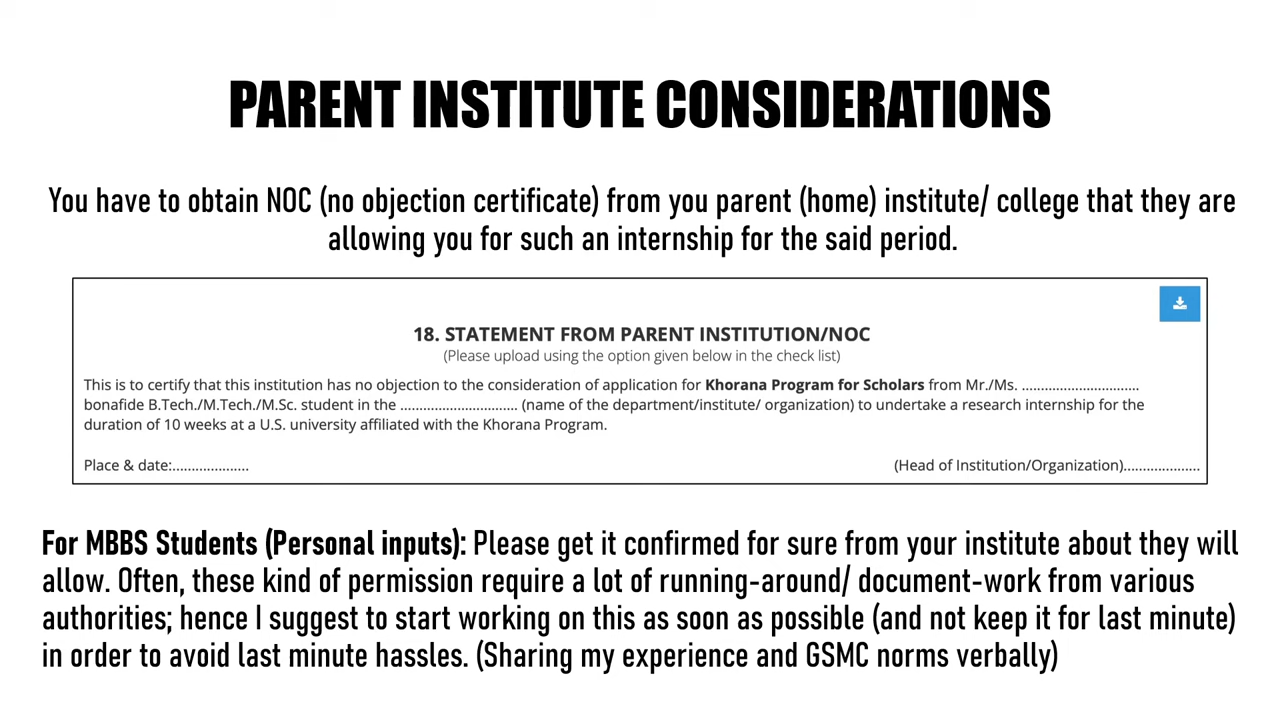 PARENT INSTITUTE CONSIDERATIONS
You have to obtain NOC (no objection certificate) from you parent (home) institute/ college that they are
allowing you for such an internship for the said period.
18. STATEMENT FROM PARENT INSTITUTION/NOC
(Please upload using the option given below in the check list)
This is to certify that this institution has no objection to the consideration of application for Khorana Program for Scholars from Mr./Ms. ..............................
bonafide B.Tech./M.Tech./M.Sc. student in the .............................. (name of the department/institute/ organization) to undertake a research internship for the
duration of 10 weeks at a U.S. university affiliated with the Khorana Program.
Place & date:.................... (Head of Institution/Organization)....................
For MBBS Students (Personal inputs): Please get it confirmed for sure from your institute about they will
allow. Often, these kind of permission require a lot of running-around/ document-work from various
authorities; hence I suggest to start working on this as soon as possible (and not keep it for last minute)
in order to avoid last minute hassles. (Sharing my experience and GSMC norms verbally)